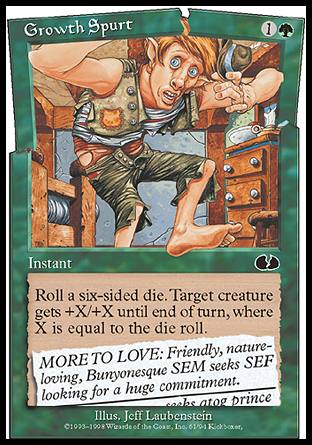 Growth Spurt 1
Instant
Roll a six-sided die. Target creature
gets +X/+X until end of turn, where
X is equal to the die roll.
MORE TO LOVE: Friendly, nature-
loving, Bunyonesque SEM seeks SEF
looking for a huge commitment.
seeks atog prince
Illus. Jeff Laubenstein
©1993–1998 Wizards of the Coast, Inc. 61/94 Kickboxer,